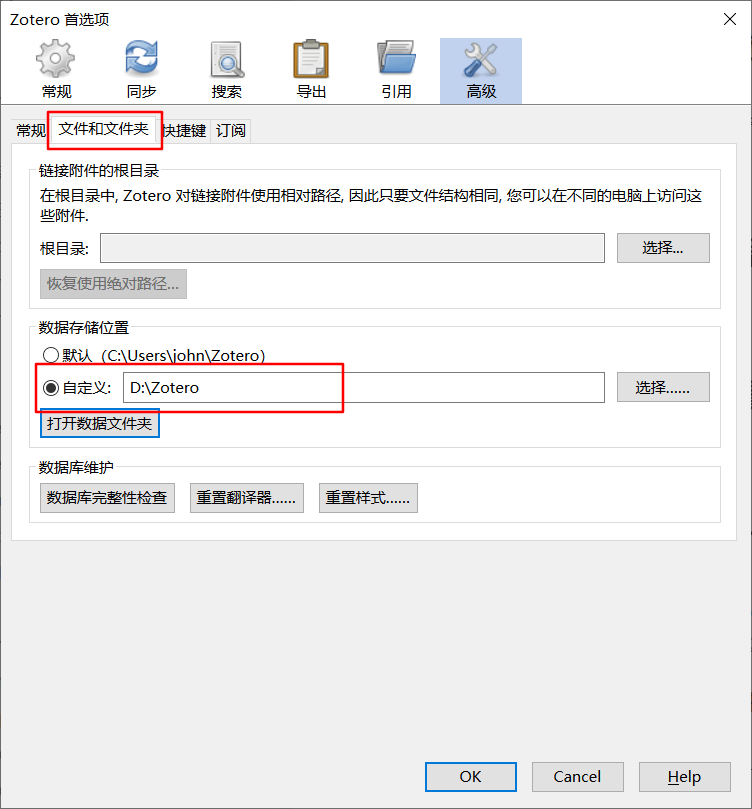 Zotero 首选项
常规 同步 搜索 导出 引用 高级
常规 文件和文件夹 快捷键 订阅
链接附件的根目录
在根目录中, Zotero 对链接附件使用相对路径, 因此只要文件结构相同, 您可以在不同的电脑上访问这
些附件.
根目录: 选择...
恢复使用绝对路径...
数据存储位置
默认（C:\Users\john\Zotero）
自定义: D:\Zotero 选择......
打开数据文件夹
数据库维护
数据库完整性检查 重置翻译器...... 重置样式......
OK Cancel Help